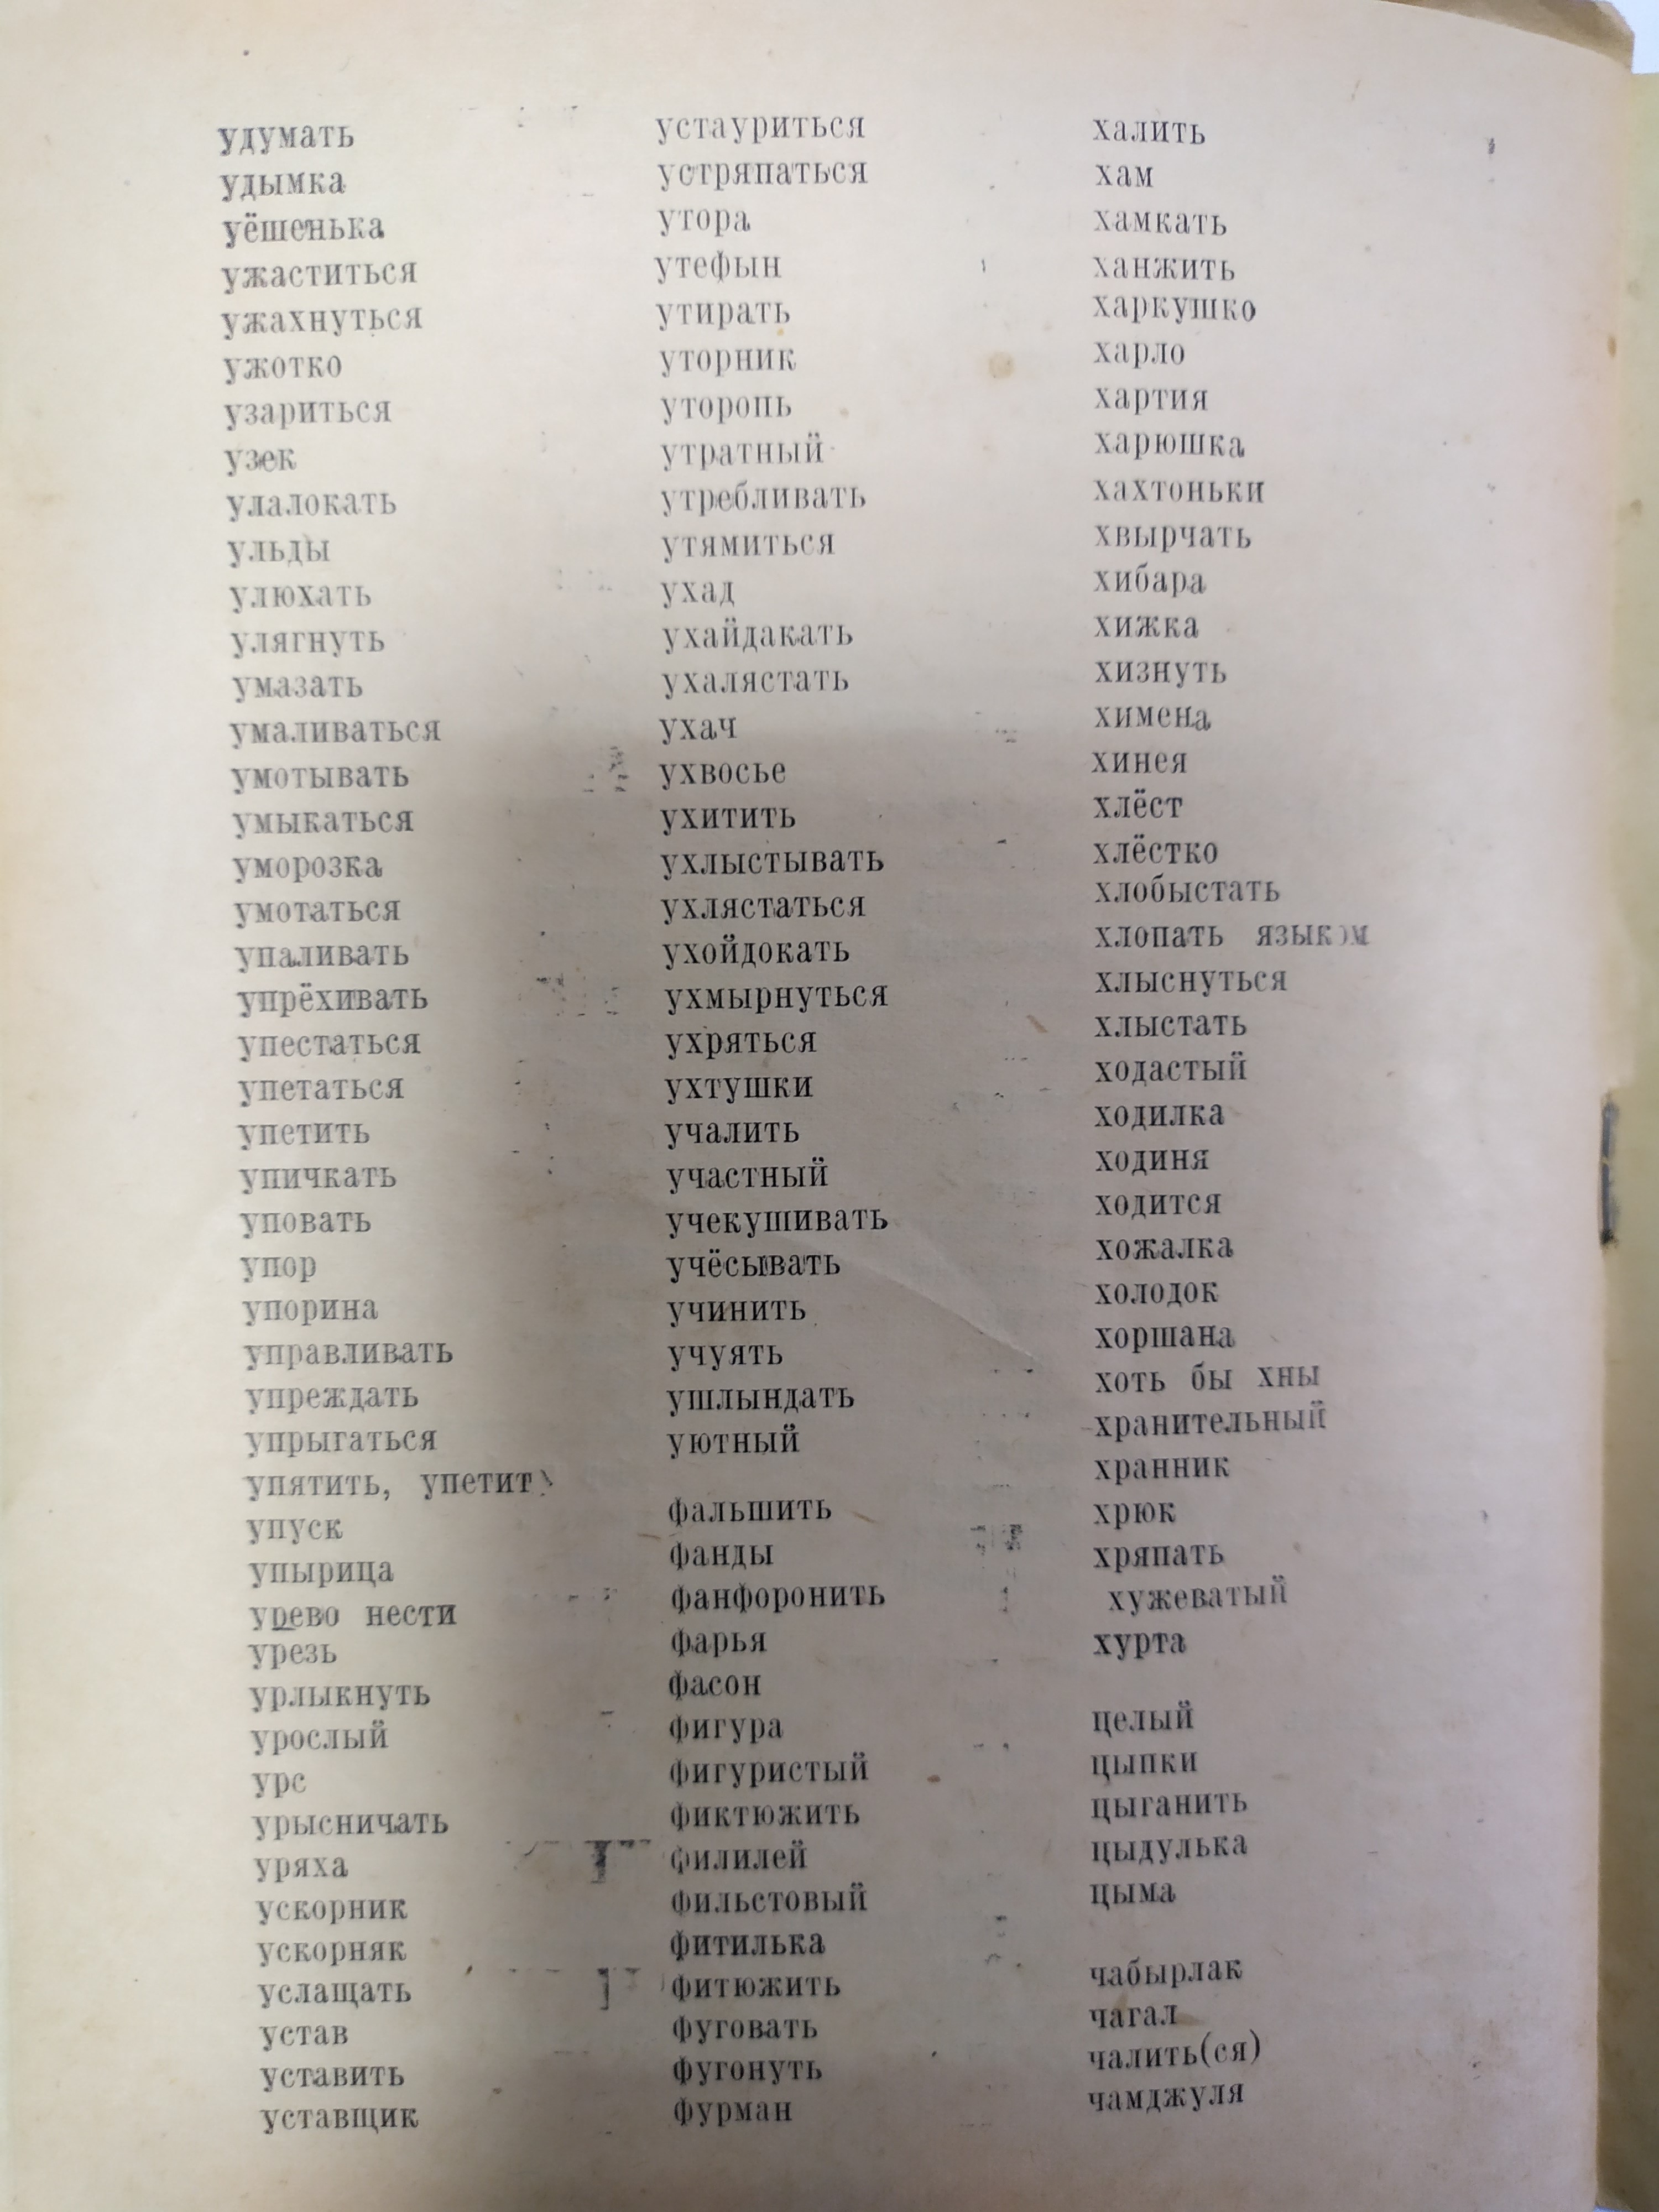 удумать
удымка
уёшенька
ужаститься
ужахнуться
ужотко
узариться
узек
улалокать
ульды
улюхать
улягнуть
умазать
умаливаться
умотывать
умыкаться
уморозка
умотаться
упаливать
упрёхивать
упестаться
упетаться
упетить
упичкать
уповать
упор
упорина
управливать
упреждать
упрыгаться
упятить, упетить
упуск
упырица
урево нести
урезь
урлыкнуть
урослый
урс
урысничать
уряха
ускорник
ускорняк
услащать
устав
уставить
уставщик
устауриться
устряпаться
утора
утефын
утирать
уторник
уторопь
утратный
утребливать
утямиться
ухад
ухайдакать
ухалястать
ухач
ухвосье
ухитить
ухлыстывать
ухлястаться
ухойдокать
ухмырнуться
ухряться
ухтушки
учалить
участный
учекушивать
учёсывать
учинить
учуять
ушлындать
уютный
фальшить
фанды
фанфоронить
фарья
фасон
фигура
фигуристый
фиктюжить
филилей
фильстовый
фитилька
фитюжить
фуговать
фугонуть
фурман
халить
хам
хамкать
ханжить
харкушко
харло
хартия
харюшка
хахтоньки
хвырчать
хибара
хижка
хизнуть
химена
хинея
хлёст
хлёстко
хлобыстать
хлопать языком
хлыснуться
хлыстать
ходастый
ходилка
ходиня
ходится
хожалка
холодок
хоршана
хоть бы хны
хранительный
хранник
хрюк
хряпать
хужеватый
хурта
целый
цыпки
цыганить
цыдулька
цыма
чабырлак
чагал
чалить(ся)
чамджуля